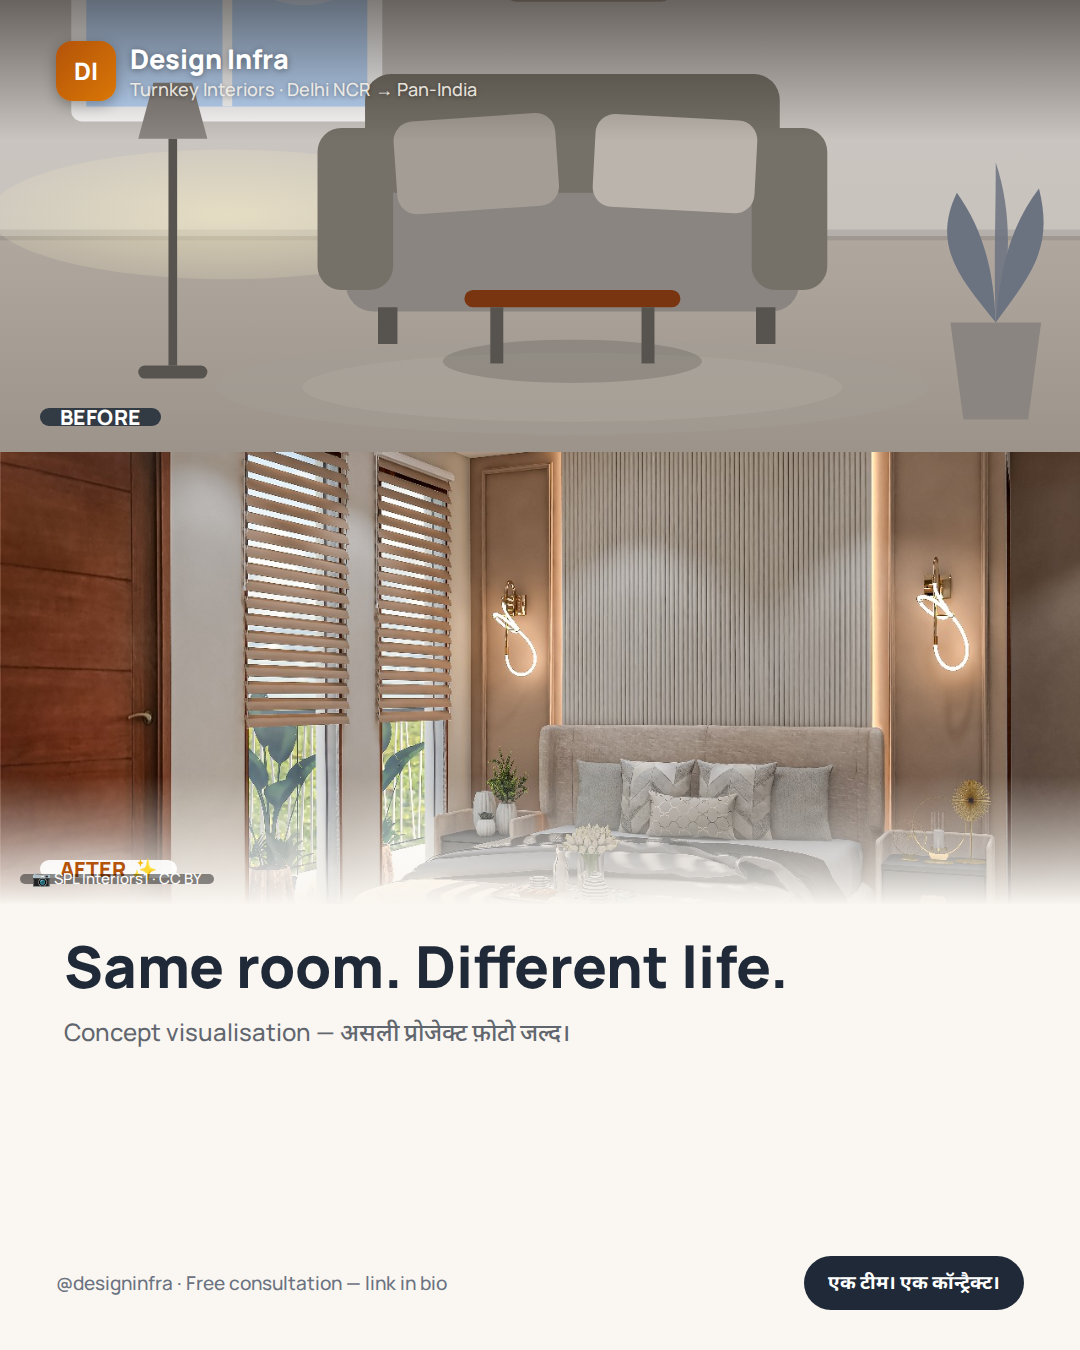 DI
Design Infra
Turnkey Interiors · Delhi NCR → Pan-India
BEFORE
AFTER ✨
📷 SPL Interiors1 · CC BY
Same room. Different life.
Concept visualisation — असली प्रोजेक्ट फ़ोटो जल्द।
@designinfra · Free consultation — link in bio
एक टीम। एक कॉन्ट्रैक्ट।